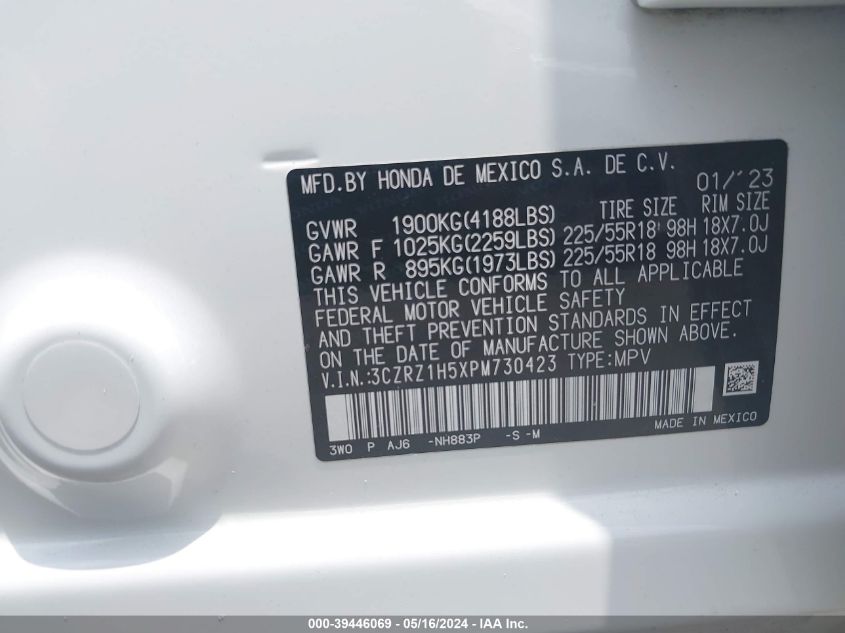 MFD.BY HONDA DE MEXICO S.A. DE C.V. 01/'23
TIRE SIZE RIM SIZE
GVWR 1900KG(4188LBS)
GAWR F 1025KG(2259LBS) 225/55R18 98H 18X7.0J
GAWR R 895KG(1973LBS) 225/55R18 98H 18X7.0J
THIS VEHICLE CONFORMS TO ALL APPLICABLE
FEDERAL MOTOR VEHICLE SAFETY
AND THEFT PREVENTION STANDARDS IN EFFECT
ON THE DATE OF MANUFACTURE SHOWN ABOVE.
V.I.N.:3CZRZ1H5XPM730423 TYPE:MPV
3WO P AJ6 -NH883P -S -M
MADE IN MEXICO
000-39446069 - 05/16/2024 - IAA Inc.